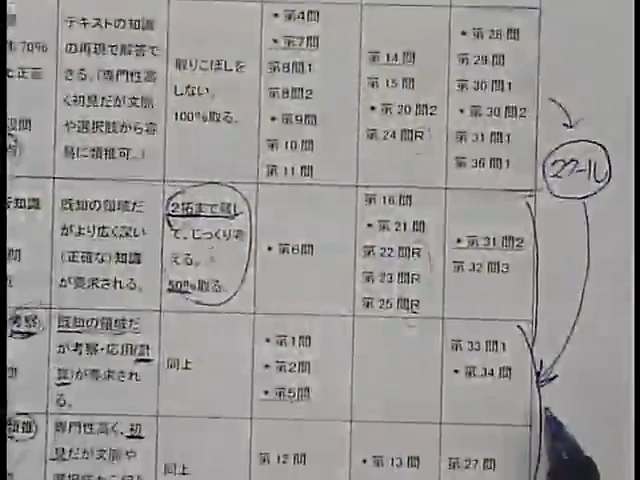 テキストの知識
の再現で解答で
きる。(専門性高
く初見だが文脈
や選択肢から容
易に類推可。)
70%
取りこぼしを
しない。
100%取る。
・第4問
・第7問
第8問1
第8問2
・第9問
第10問
第11問
第14問
第15問
・第20問2
第24問R
・第28問
第29問
第30問1
・第30問2
第31問1
第36問1
知識
既知の領域だ
がより広く深い
(正確な)知識
が要求される。
2拓まで残し
て、じっくり考
える。
50%取る。
・第6問
第16問
・第21問
第22問R
第23問R
第25問R
・第31問2
第32問3
考察)
既知の領域だ
が考察・応用(計
算)が要求され
る。
同上
・第1問
・第2問
・第5問
第33問1
・第34問
専門性高く、初
見だが文脈や
同上
第12問
・第13問
第27問